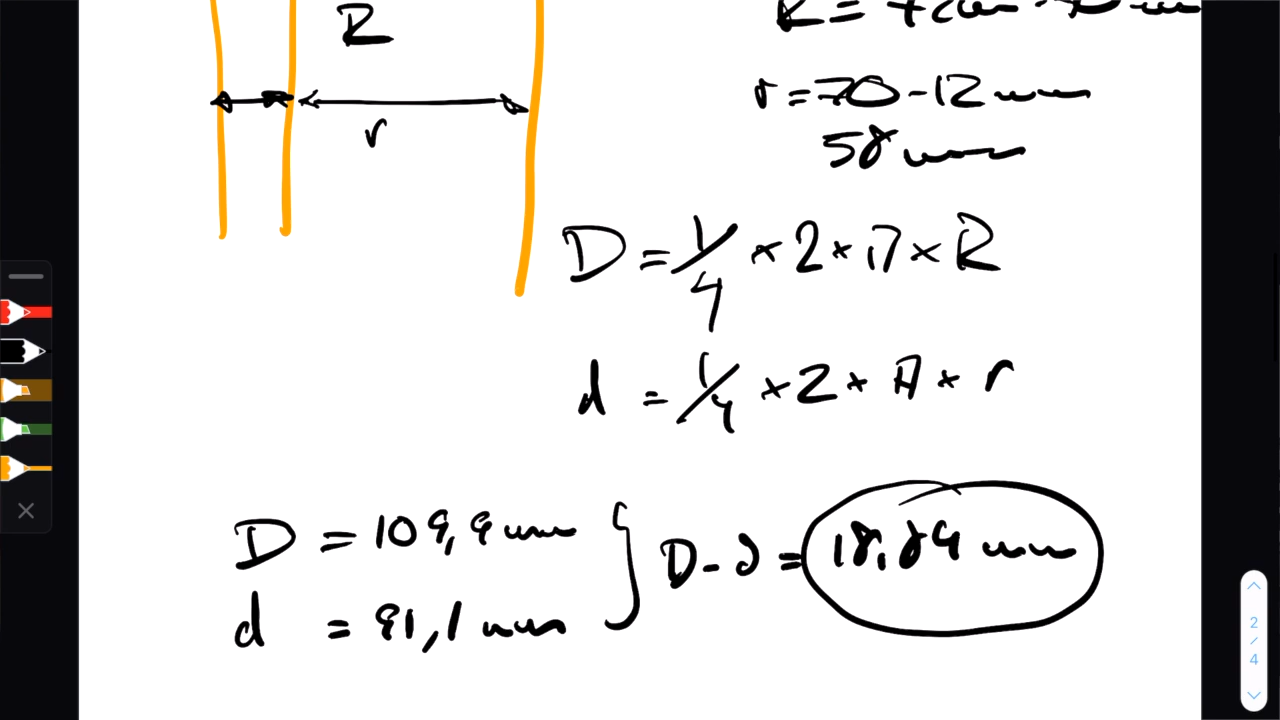 R
r
r = 70 - 12 mm
58 mm
D = 1/4 × 2 × π × R
d = 1/4 × 2 × π × r
D = 109,9 mm
d = 91,1 mm
} D - d = 18,84 mm
2
/
4